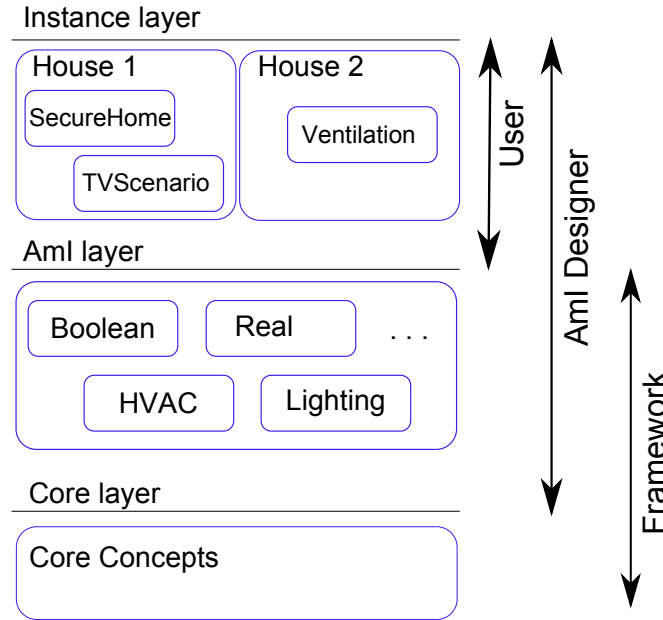 Instance layer
House 1
House 2
SecureHome
Ventilation
TVScenario
User
AmI Designer
AmI layer
Boolean
Real
. . .
HVAC
Lighting
Framework
Core layer
Core Concepts